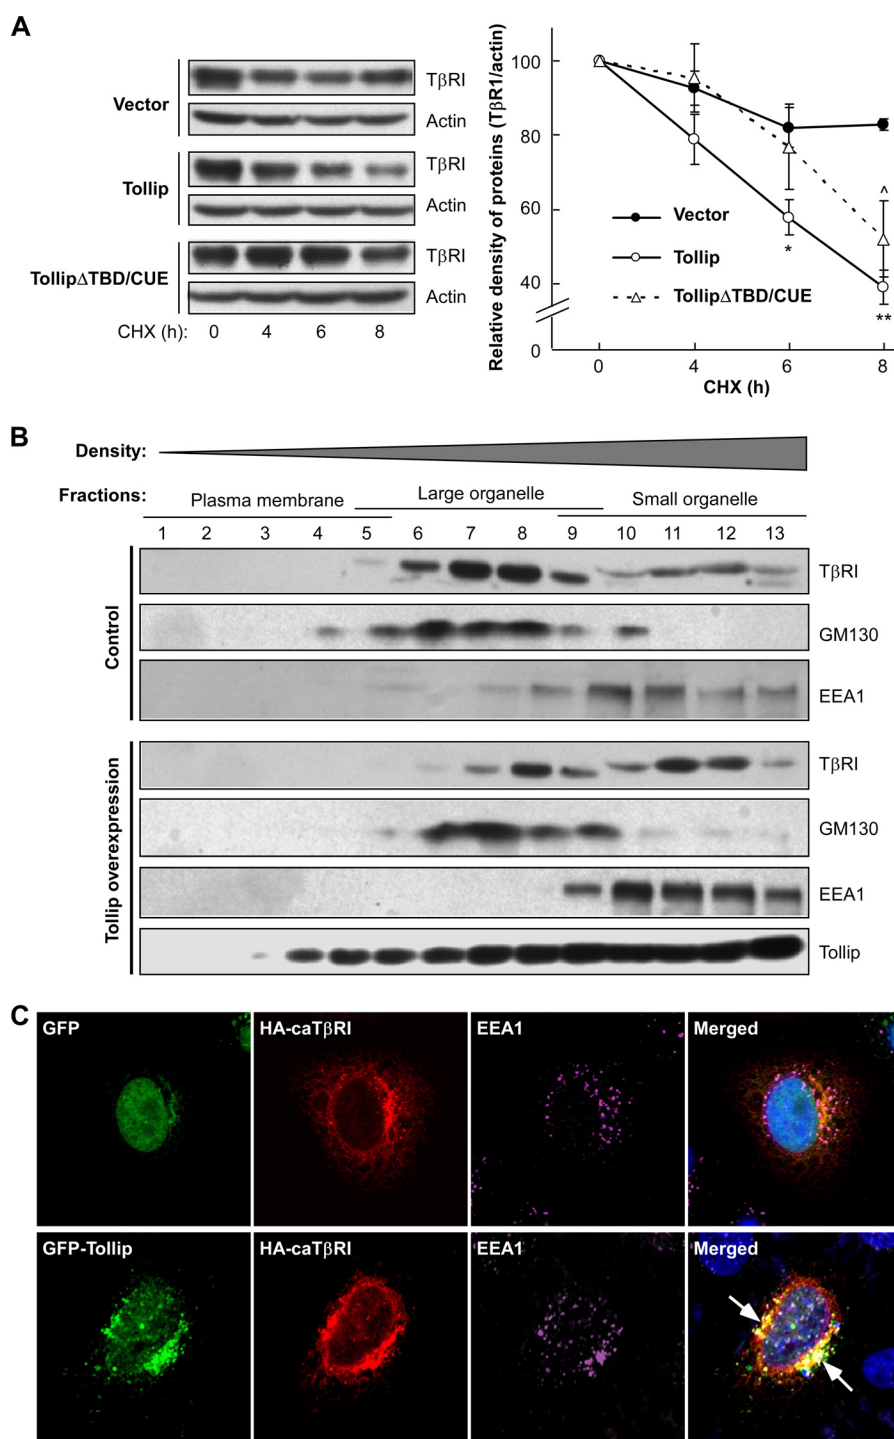 A
Vector
TβRI
Actin
Tollip
TβRI
Actin
TollipΔTBD/CUE
TβRI
Actin
CHX (h): 0 4 6 8
Relative density of proteins (TβR1/actin)
100
80
60
40
0
Vector
Tollip
TollipΔTBD/CUE
*
^
**
0 4 6 8
CHX (h)
B
Density:
Fractions: Plasma membrane Large organelle Small organelle
1 2 3 4 5 6 7 8 9 10 11 12 13
Control
TβRI
GM130
EEA1
Tollip overexpression
TβRI
GM130
EEA1
Tollip
C
GFP HA-caTβRI EEA1 Merged
GFP-Tollip HA-caTβRI EEA1 Merged